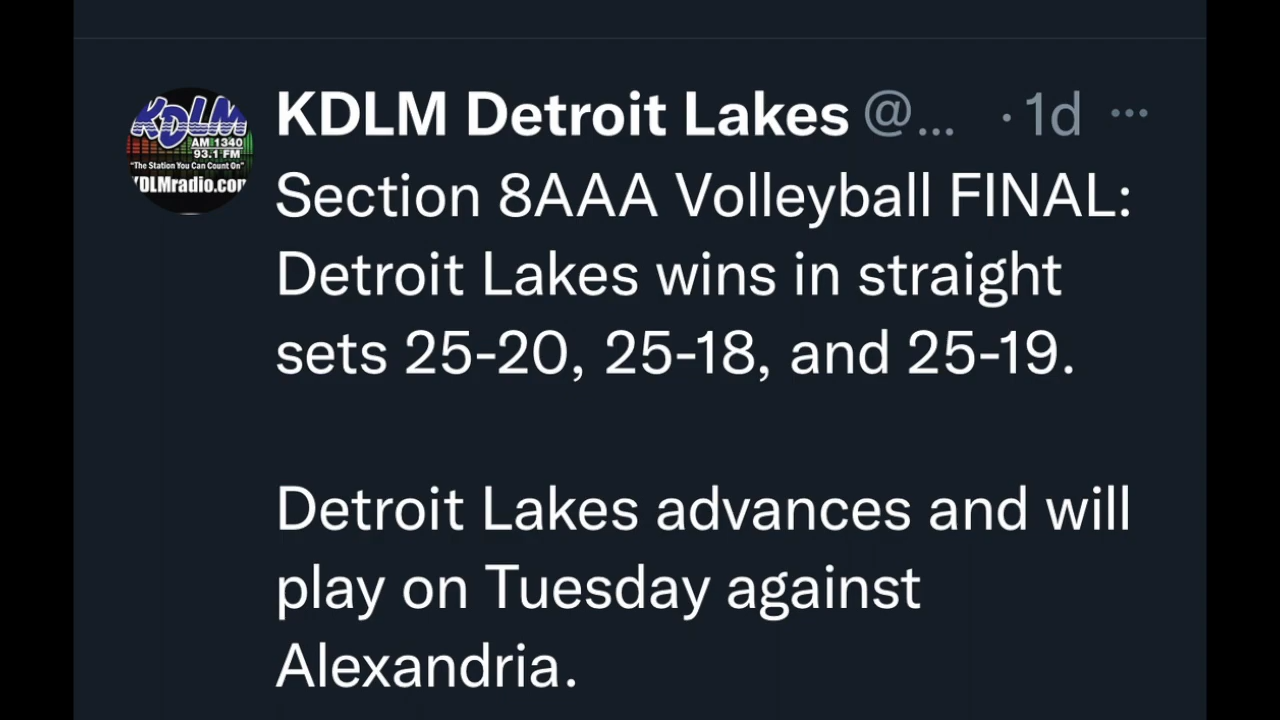 KDLM
AM 1340
93.1 FM
"The Station You Can Count On"
KDLM Detroit Lakes @... · 1d ...
Section 8AAA Volleyball FINAL:
Detroit Lakes wins in straight
sets 25-20, 25-18, and 25-19.
Detroit Lakes advances and will
play on Tuesday against
Alexandria.